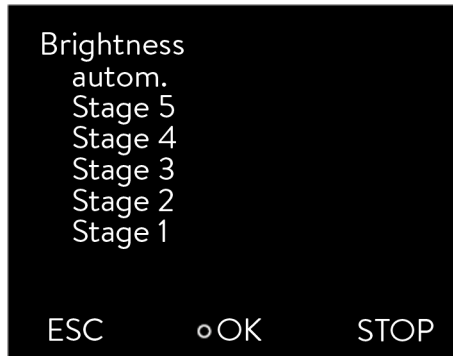 Brightness
autom.
Stage 5
Stage 4
Stage 3
Stage 2
Stage 1
ESC OK STOP